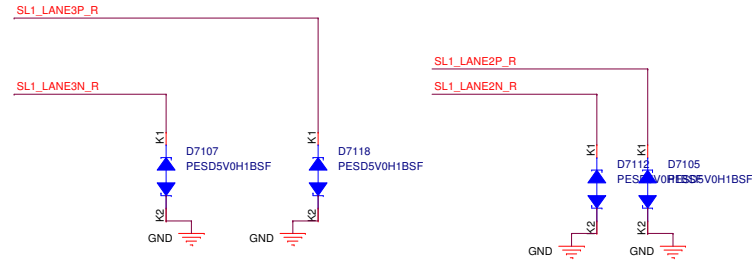 SL1_LANE3P_R
SL1_LANE2P_R
SL1_LANE3N_R
SL1_LANE2N_R
K1
D7107
PESD5V0H1BSF
K2
GND
K1
D7118
PESD5V0H1BSF
K2
GND
K1
D7112
K2
GND
K1
D7105
PESD5V0H1BSF
K2
GND